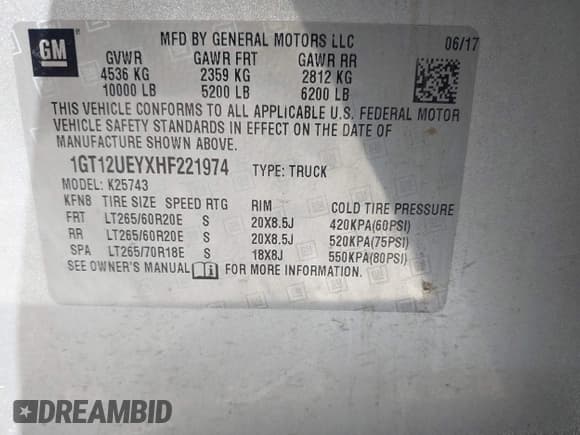 GM ®
MFD BY GENERAL MOTORS LLC 06/17
GVWR GAWR FRT GAWR RR
4536 KG 2359 KG 2812 KG
10000 LB 5200 LB 6200 LB
THIS VEHICLE CONFORMS TO ALL APPLICABLE U.S. FEDERAL MOTOR
VEHICLE SAFETY STANDARDS IN EFFECT ON THE DATE OF
MANUFACTURE SHOWN ABOVE.
1GT12UEYXHF221974 TYPE: TRUCK
MODEL: K25743
KFN8 TIRE SIZE SPEED RTG RIM COLD TIRE PRESSURE
FRT LT265/60R20E S 20X8.5J 420KPA(60PSI)
RR LT265/60R20E S 20X8.5J 520KPA(75PSI)
SPA LT265/70R18E S 18X8J 550KPA(80PSI)
SEE OWNER'S MANUAL FOR MORE INFORMATION.
DREAMBID